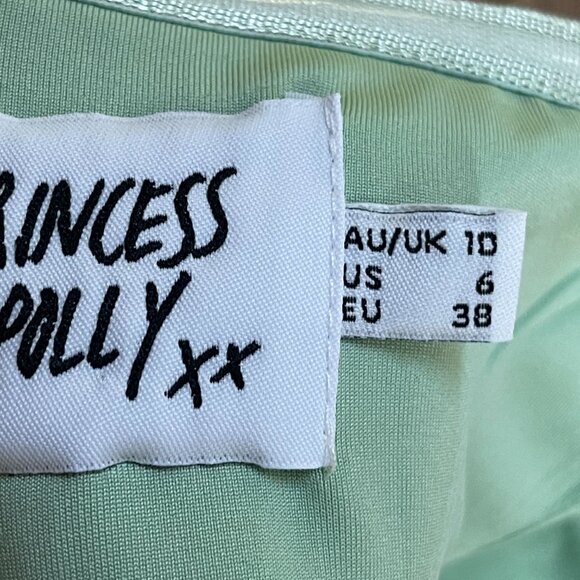 RINCESS
POLLY xx
AU/UK 10
US 6
EU 38